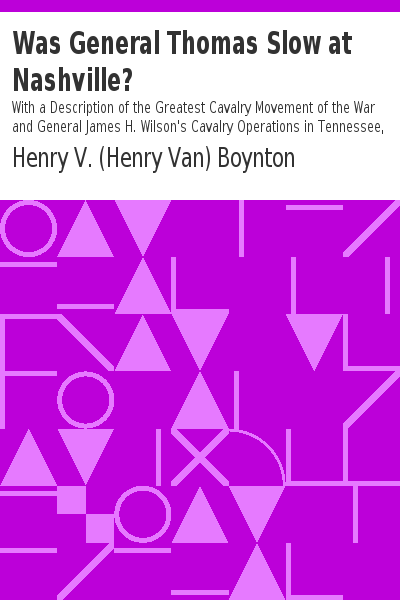 Was General Thomas Slow at
Nashville?
With a Description of the Greatest Cavalry Movement of the War
and General James H. Wilson's Cavalry Operations in Tennessee,
Henry V. (Henry Van) Boynton